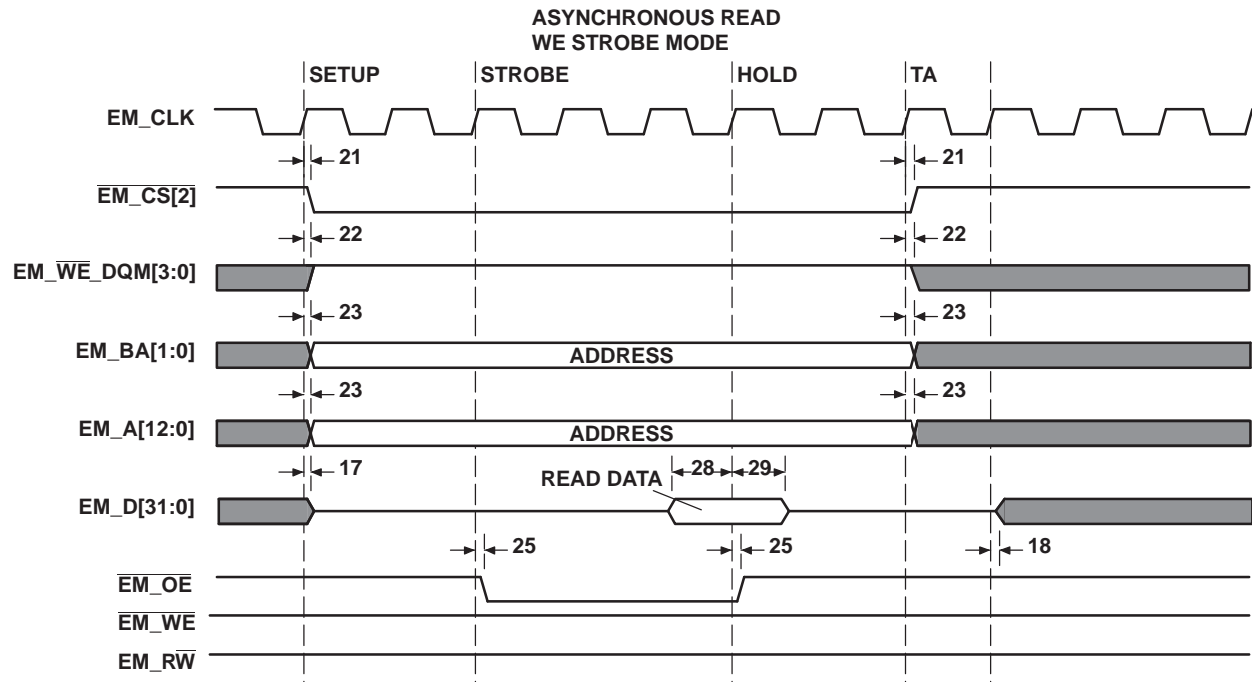 ASYNCHRONOUS READ
WE STROBE MODE
SETUP STROBE HOLD TA
EM_CLK
21 21
EM_CS[2]
22 22
EM_WE_DQM[3:0]
23 23
EM_BA[1:0] ADDRESS
23 23
EM_A[12:0] ADDRESS
17 28 29
READ DATA
EM_D[31:0]
25 25 18
EM_OE
EM_WE
EM_RW